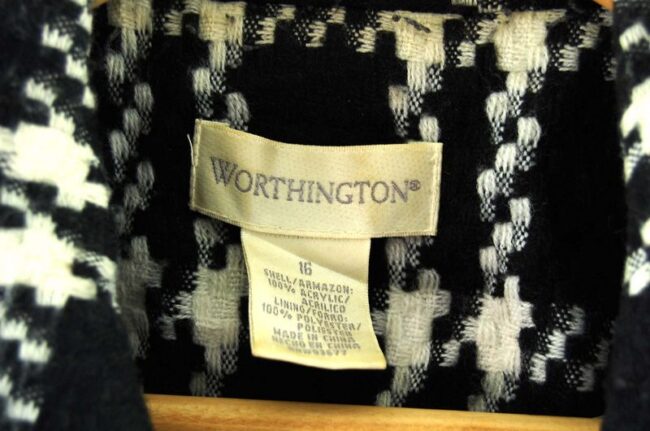 WORTHINGTON®
16
SHELL/ARMAZON:
100% ACRYLIC/
ACRILICO
LINING/FORRO:
100% POLYESTER/
POLIESTER
MADE IN CHINA
HECHO EN CHINA